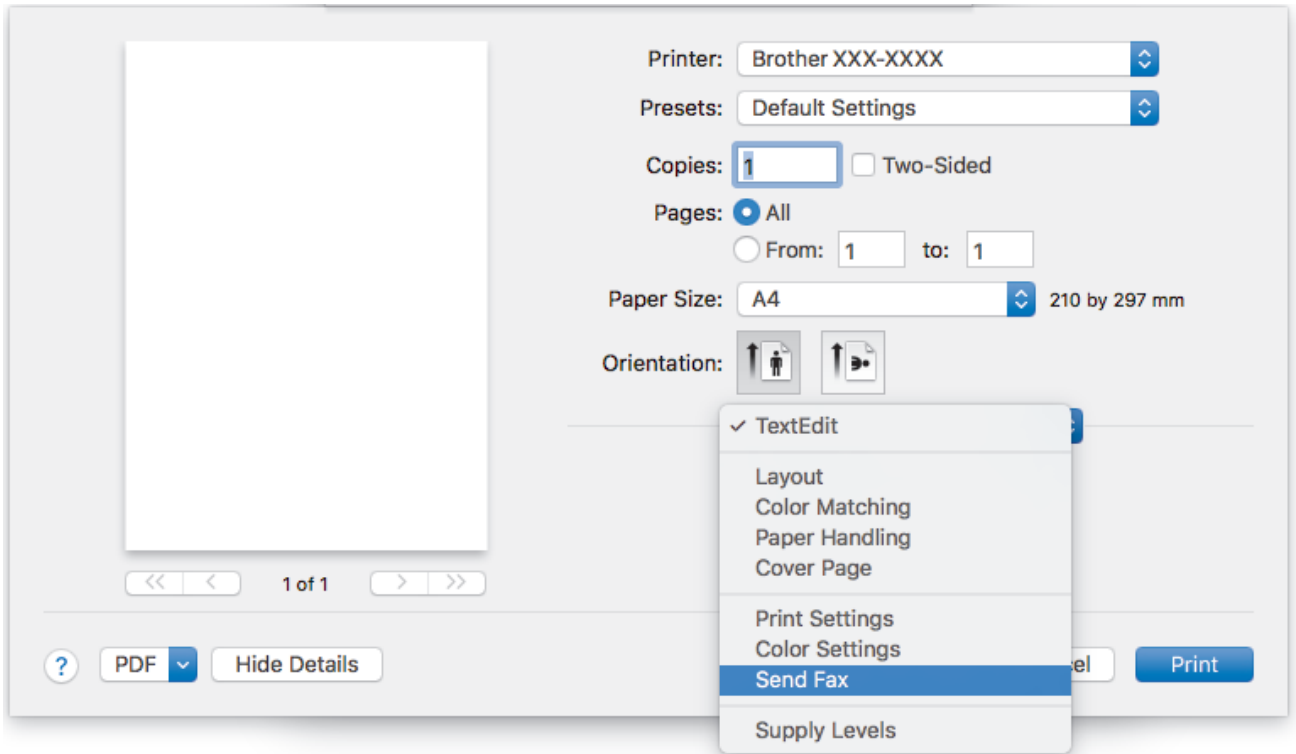 Printer: Brother XXX-XXXX
Presets: Default Settings
Copies: 1 Two-Sided
Pages: All
From: 1 to: 1
Paper Size: A4 210 by 297 mm
Orientation:
✓ TextEdit
Layout
Color Matching
Paper Handling
Cover Page
<< < 1 of 1 > >>
Print Settings
Color Settings
? PDF Hide Details el Print
Send Fax
Supply Levels